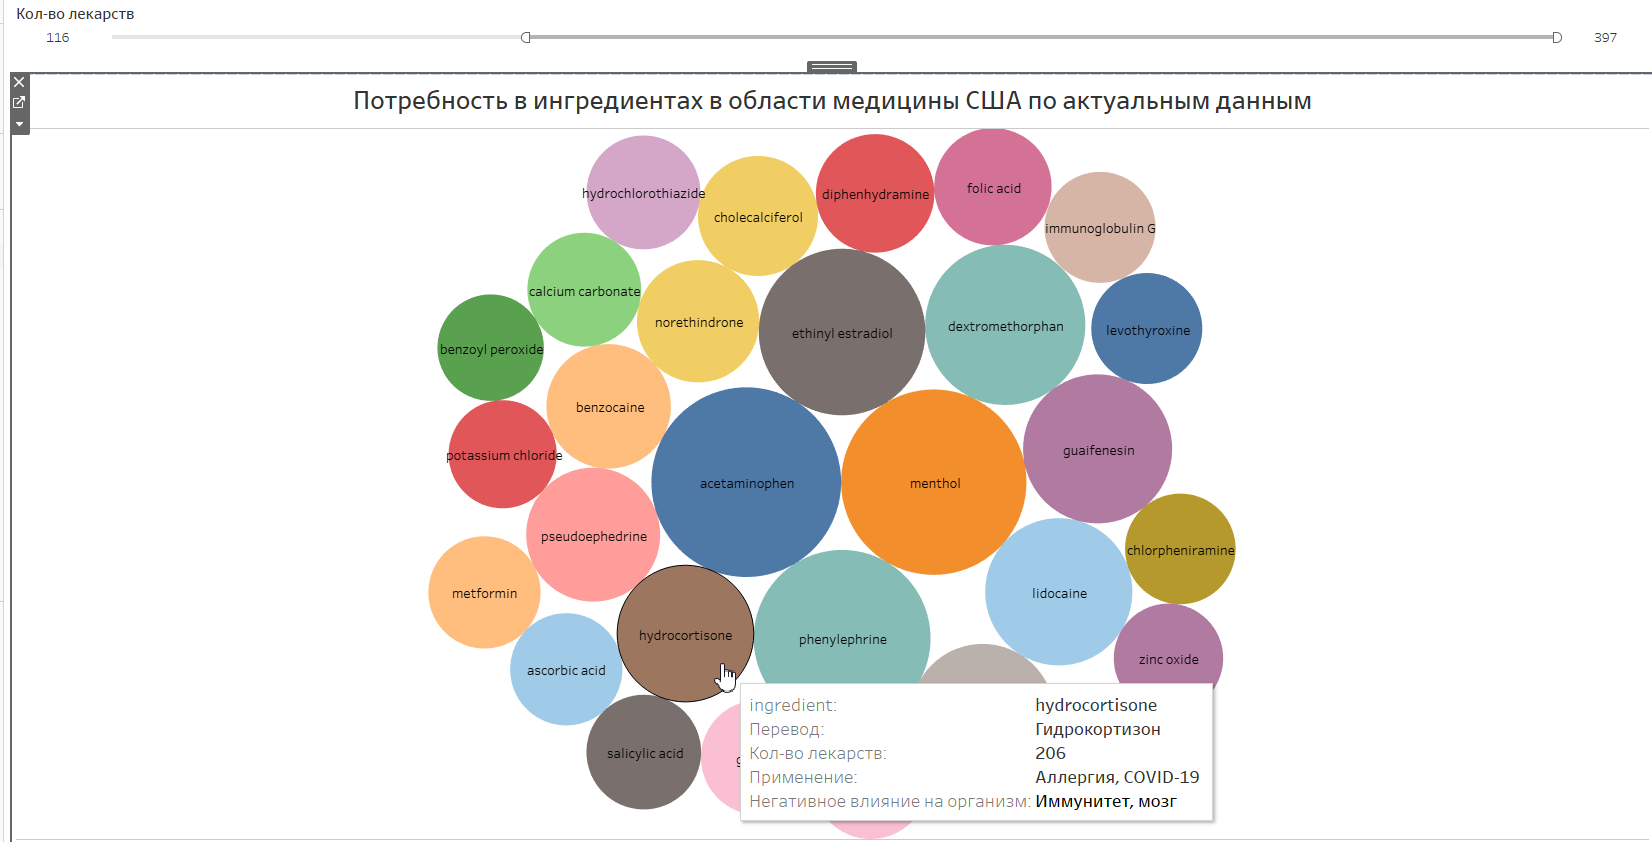 Кол-во лекарств
116
397
Потребность в ингредиентах в области медицины США по актуальным данным
hydrochlorothiazide
cholecalciferol
diphenhydramine
folic acid
immunoglobulin G
calcium carbonate
norethindrone
ethinyl estradiol
dextromethorphan
levothyroxine
benzoyl peroxide
benzocaine
guaifenesin
potassium chloride
acetaminophen
menthol
pseudoephedrine
chlorpheniramine
metformin
lidocaine
hydrocortisone
phenylephrine
zinc oxide
ascorbic acid
salicylic acid
ingredient: hydrocortisone
Перевод: Гидрокортизон
Кол-во лекарств: 206
Применение: Аллергия, COVID-19
Негативное влияние на организм: Иммунитет, мозг